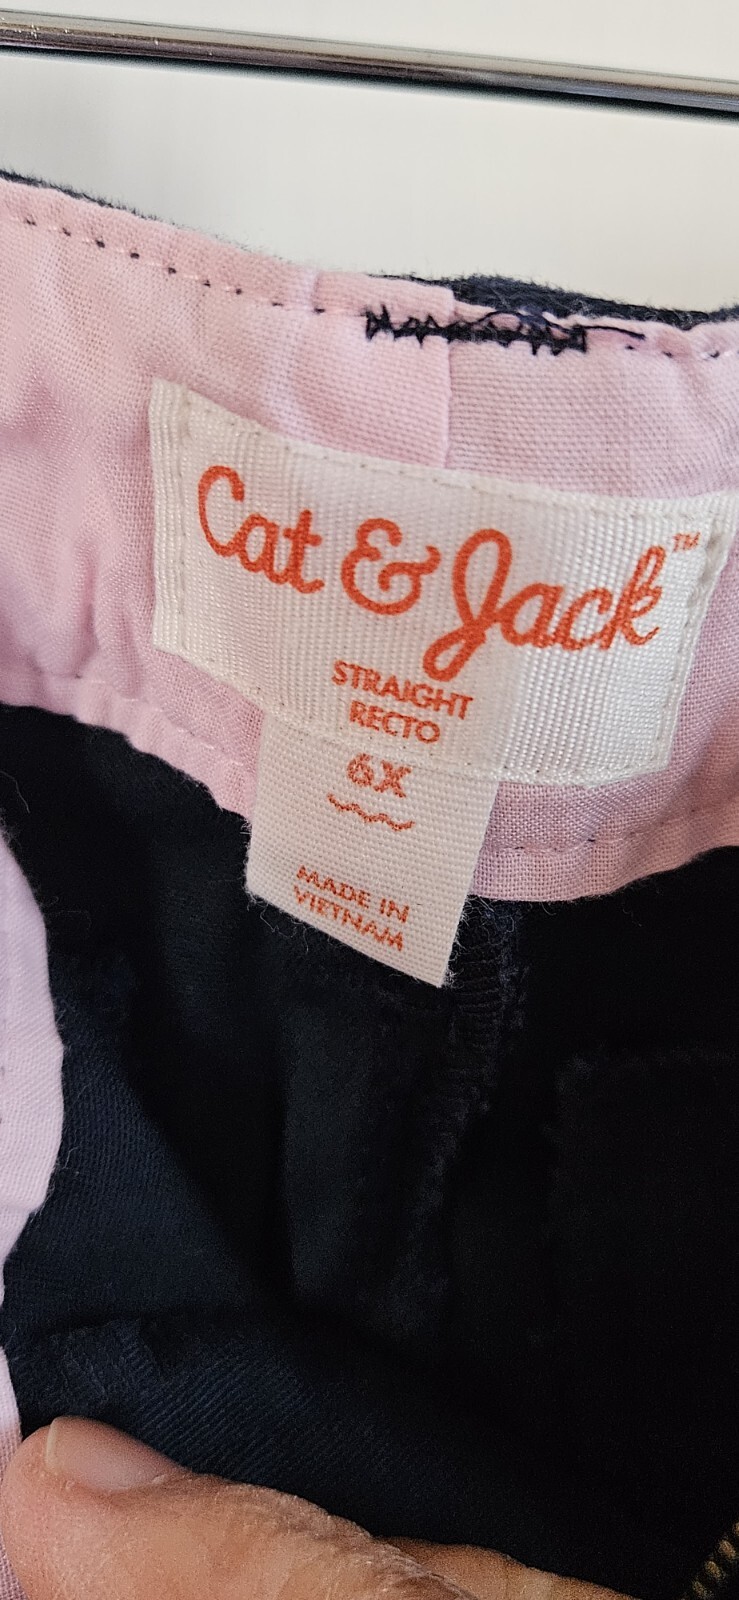 Cat & Jack™
STRAIGHT
RECTO
6X
MADE IN
VIETNAM